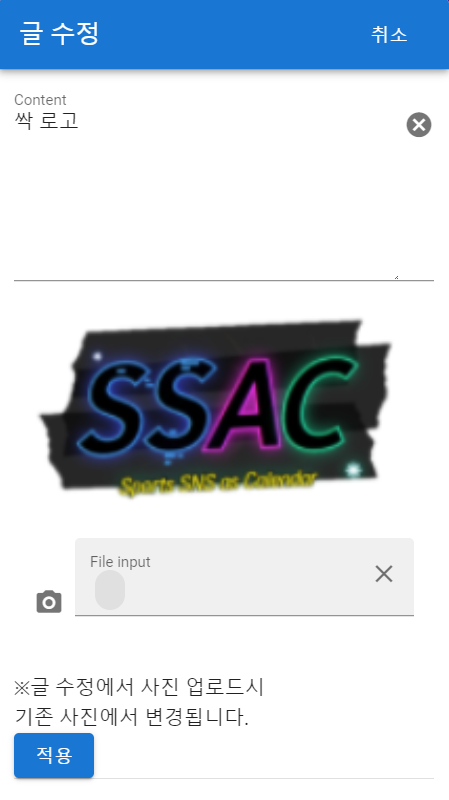 글 수정
취소
Content
싹 로고
SSAC
Sports SNS as Calendar
File input
※글 수정에서 사진 업로드시
기존 사진에서 변경됩니다.
적용